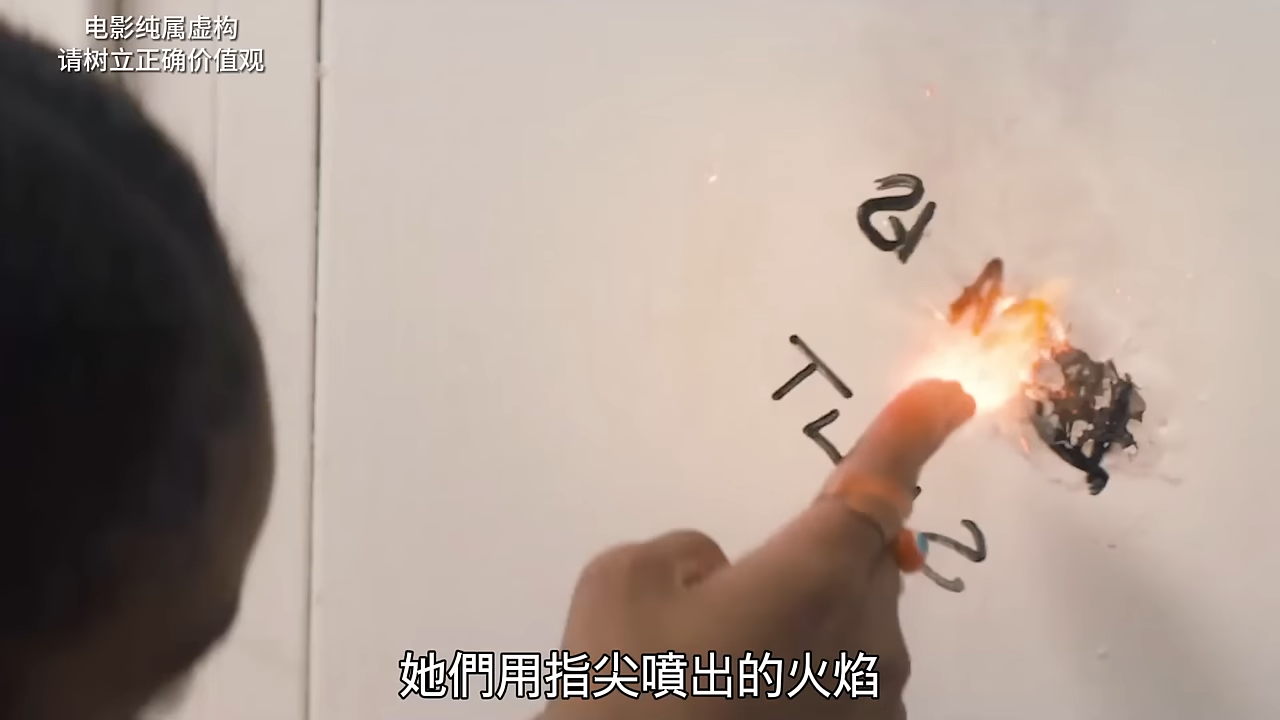 电影纯属虚构
请树立正确价值观
她們用指尖噴出的火焰